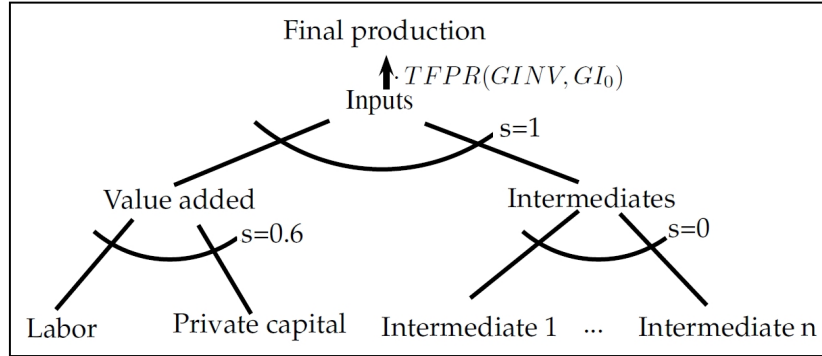 Final production
· TFPR(GINV, GI₀)
Inputs
s=1
Value added
Intermediates
s=0.6
s=0
Labor
Private capital
Intermediate 1 ... Intermediate n